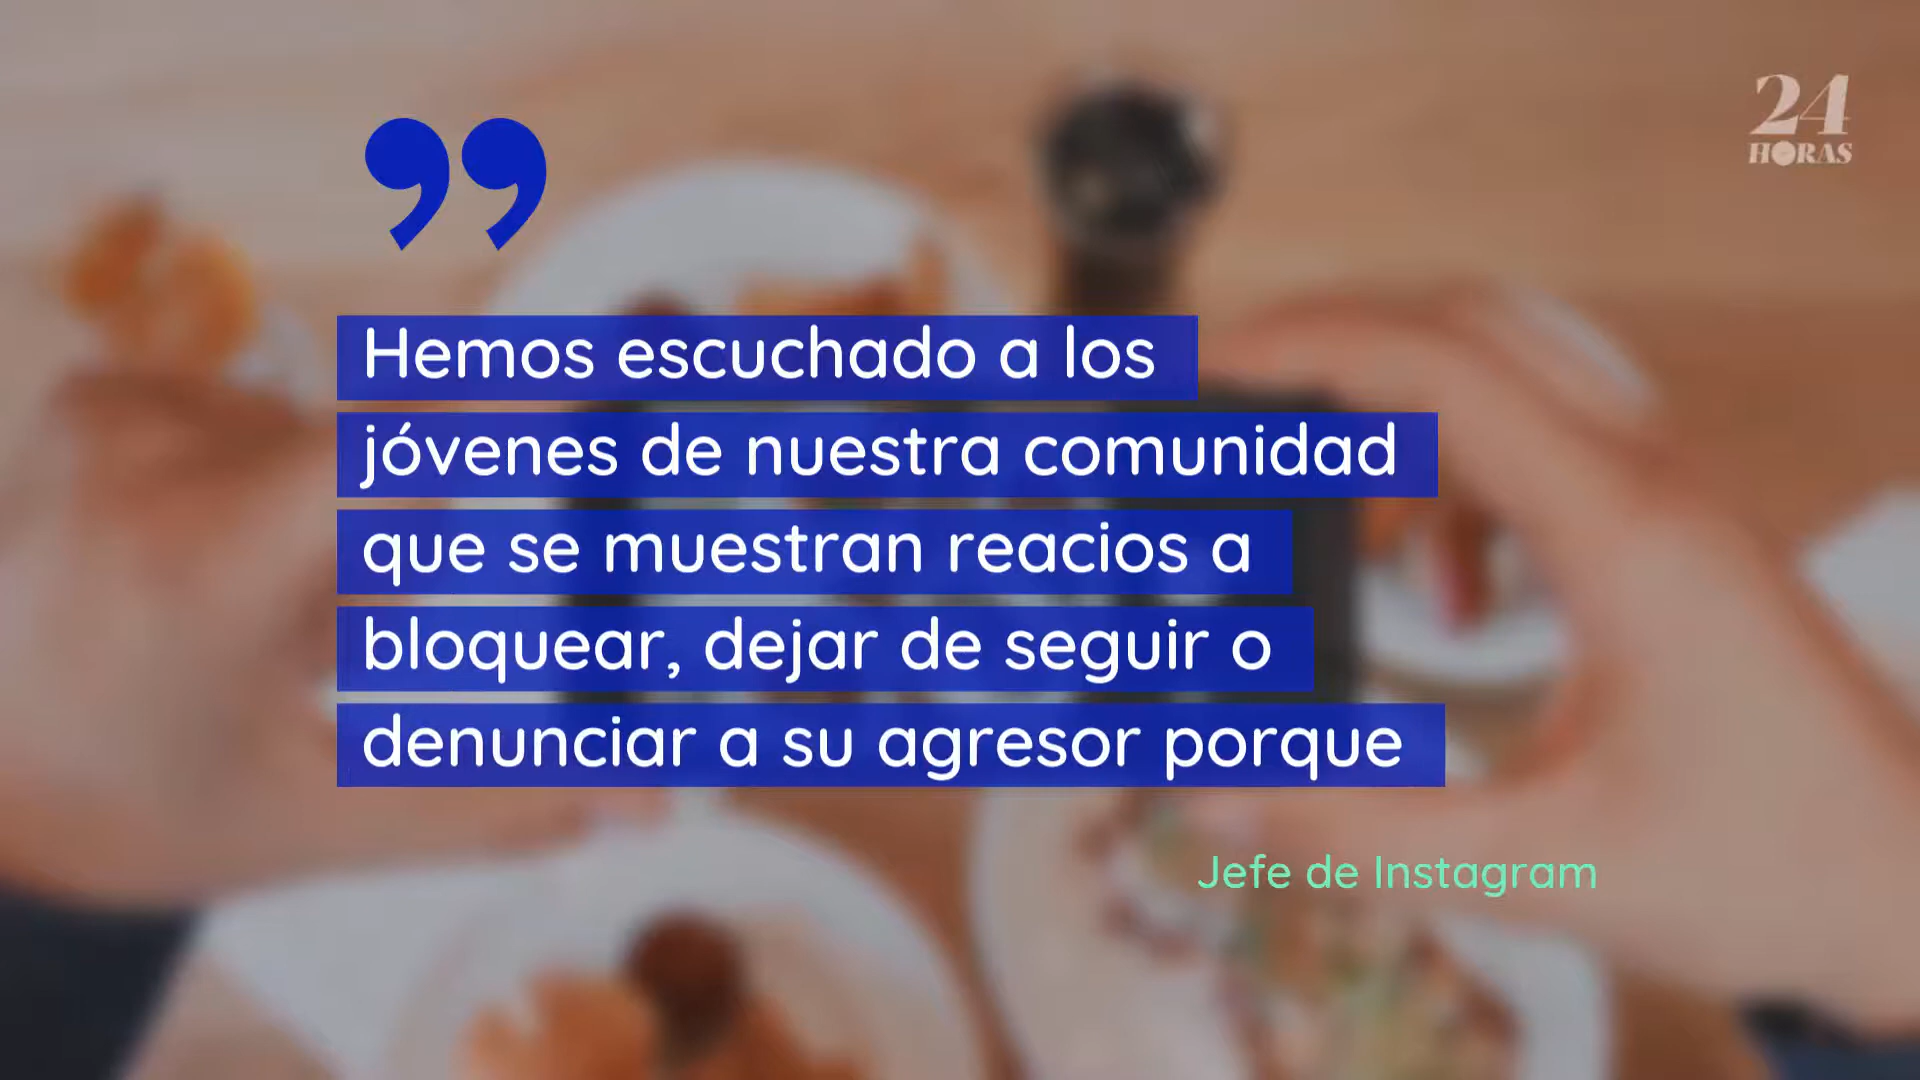 24
HORAS
Hemos escuchado a los
jóvenes de nuestra comunidad
que se muestran reacios a
bloquear, dejar de seguir o
denunciar a su agresor porque
Jefe de Instagram